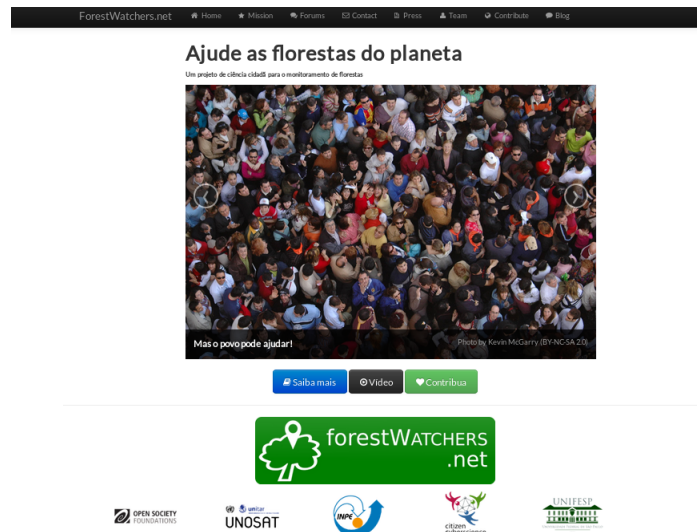 ForestWatchers.net Home Mission Forums Contact Press Team Contribute Blog
Ajude as florestas do planeta
Um projeto de ciência cidadã para o monitoramento de florestas
Mas o povo pode ajudar!
Photo by Kevin McGarry (BY-NC-SA 2.0)
Saiba mais Vídeo Contribua
forestWATCHERS
.net
OPEN SOCIETY
FOUNDATIONS
unitar
UNOSAT
INPE
citizen
UNIFESP